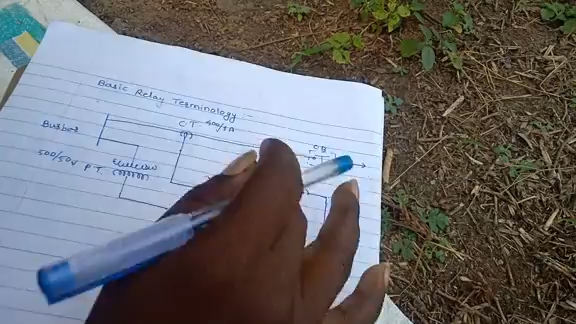 Basic Relay Terminology :-
CT 400/1A
CB
Busbar
500/50V P.T.